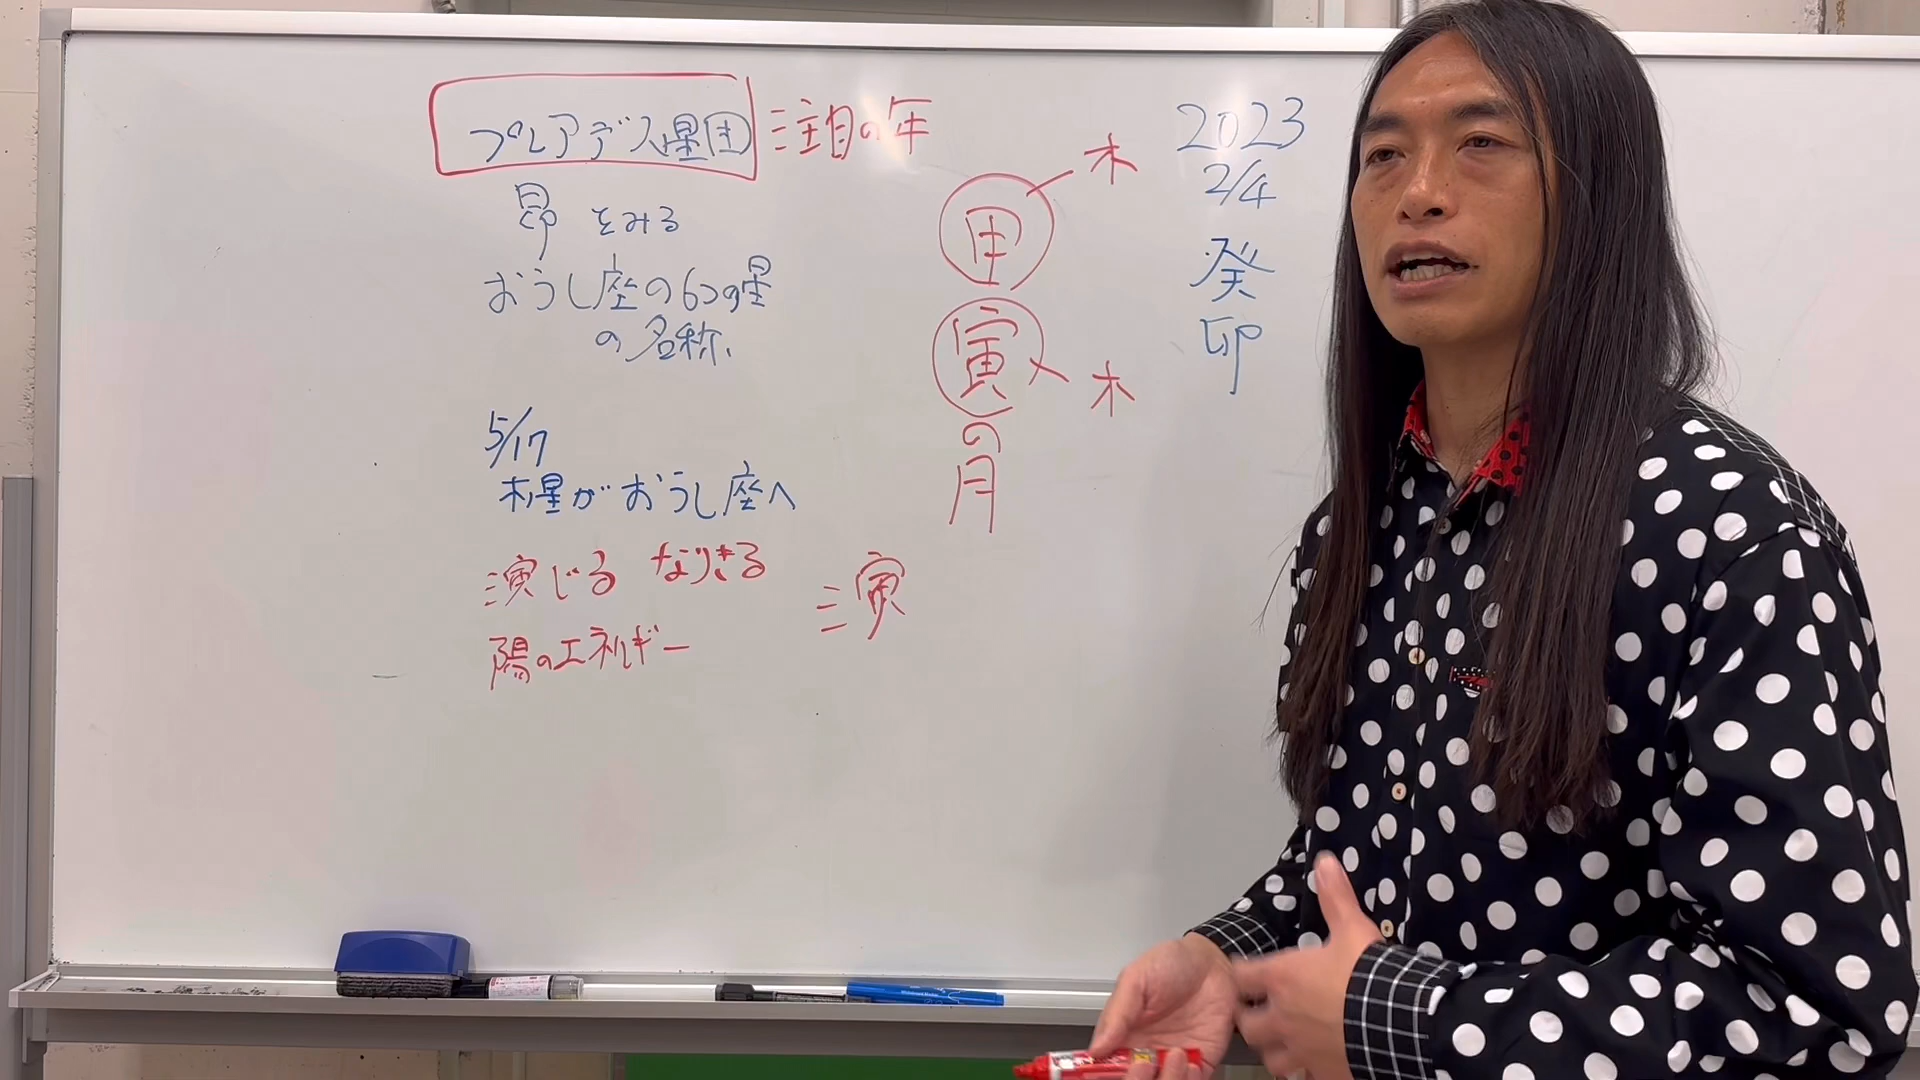 プレアデス星団 注目の年
昴 をみる
おうし座の6つの星
の名称
5/17
木星がおうし座へ
演じる なりきる
陽のエネルギー
演
甲
木
寅
木
の
月
2023
2/4
癸
卯